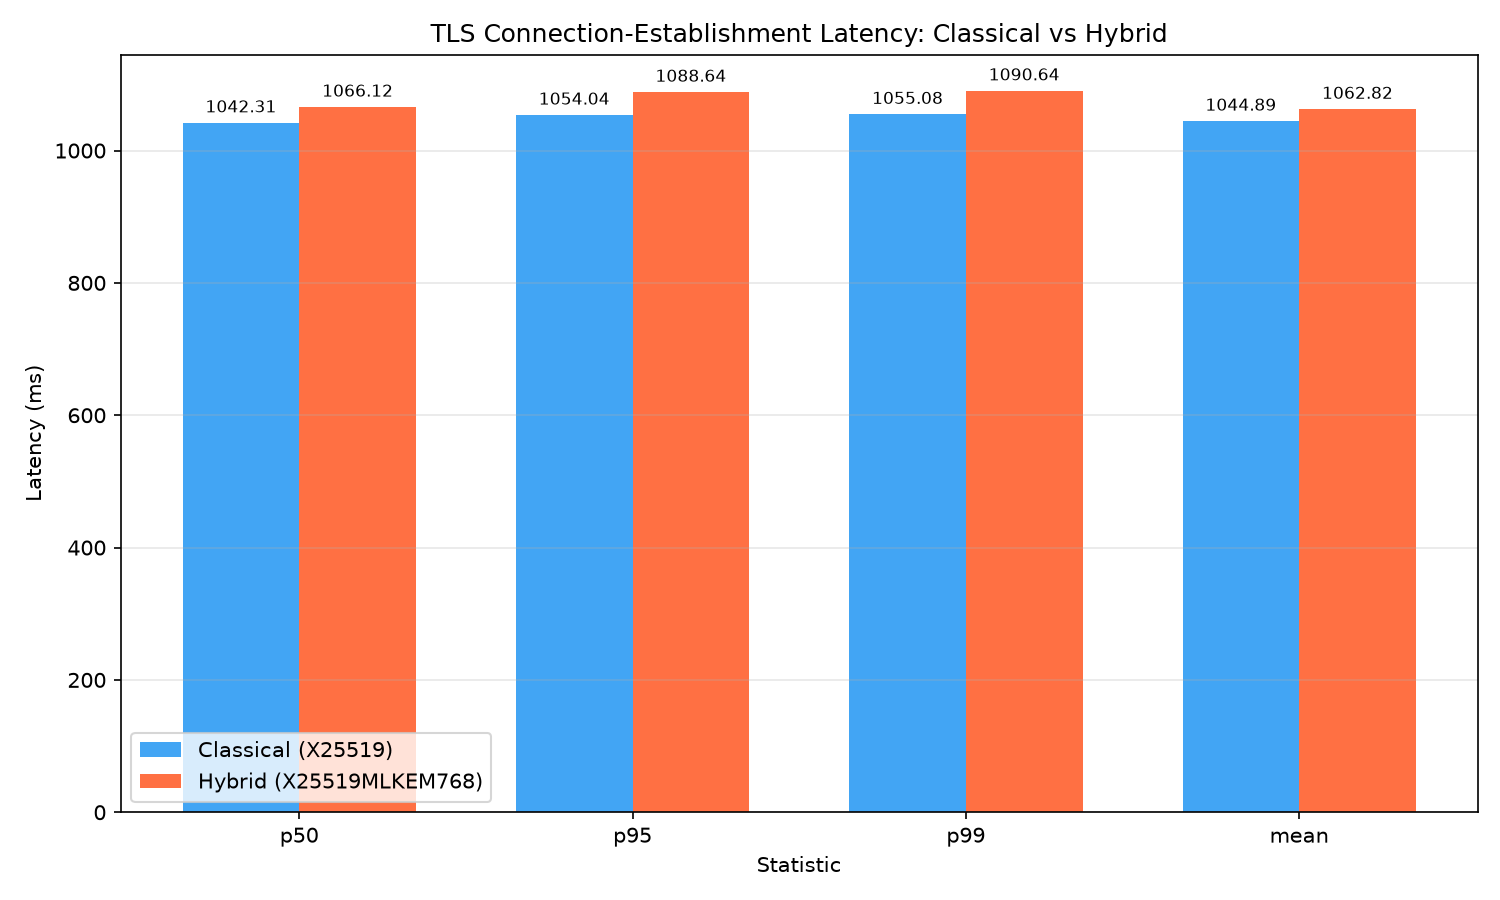 TLS Connection-Establishment Latency: Classical vs Hybrid
1042.31
1066.12
1054.04
1088.64
1055.08
1090.64
1044.89
1062.82
1000
800
600
400
200
0
Latency (ms)
Classical (X25519)
Hybrid (X25519MLKEM768)
p50
p95
p99
mean
Statistic